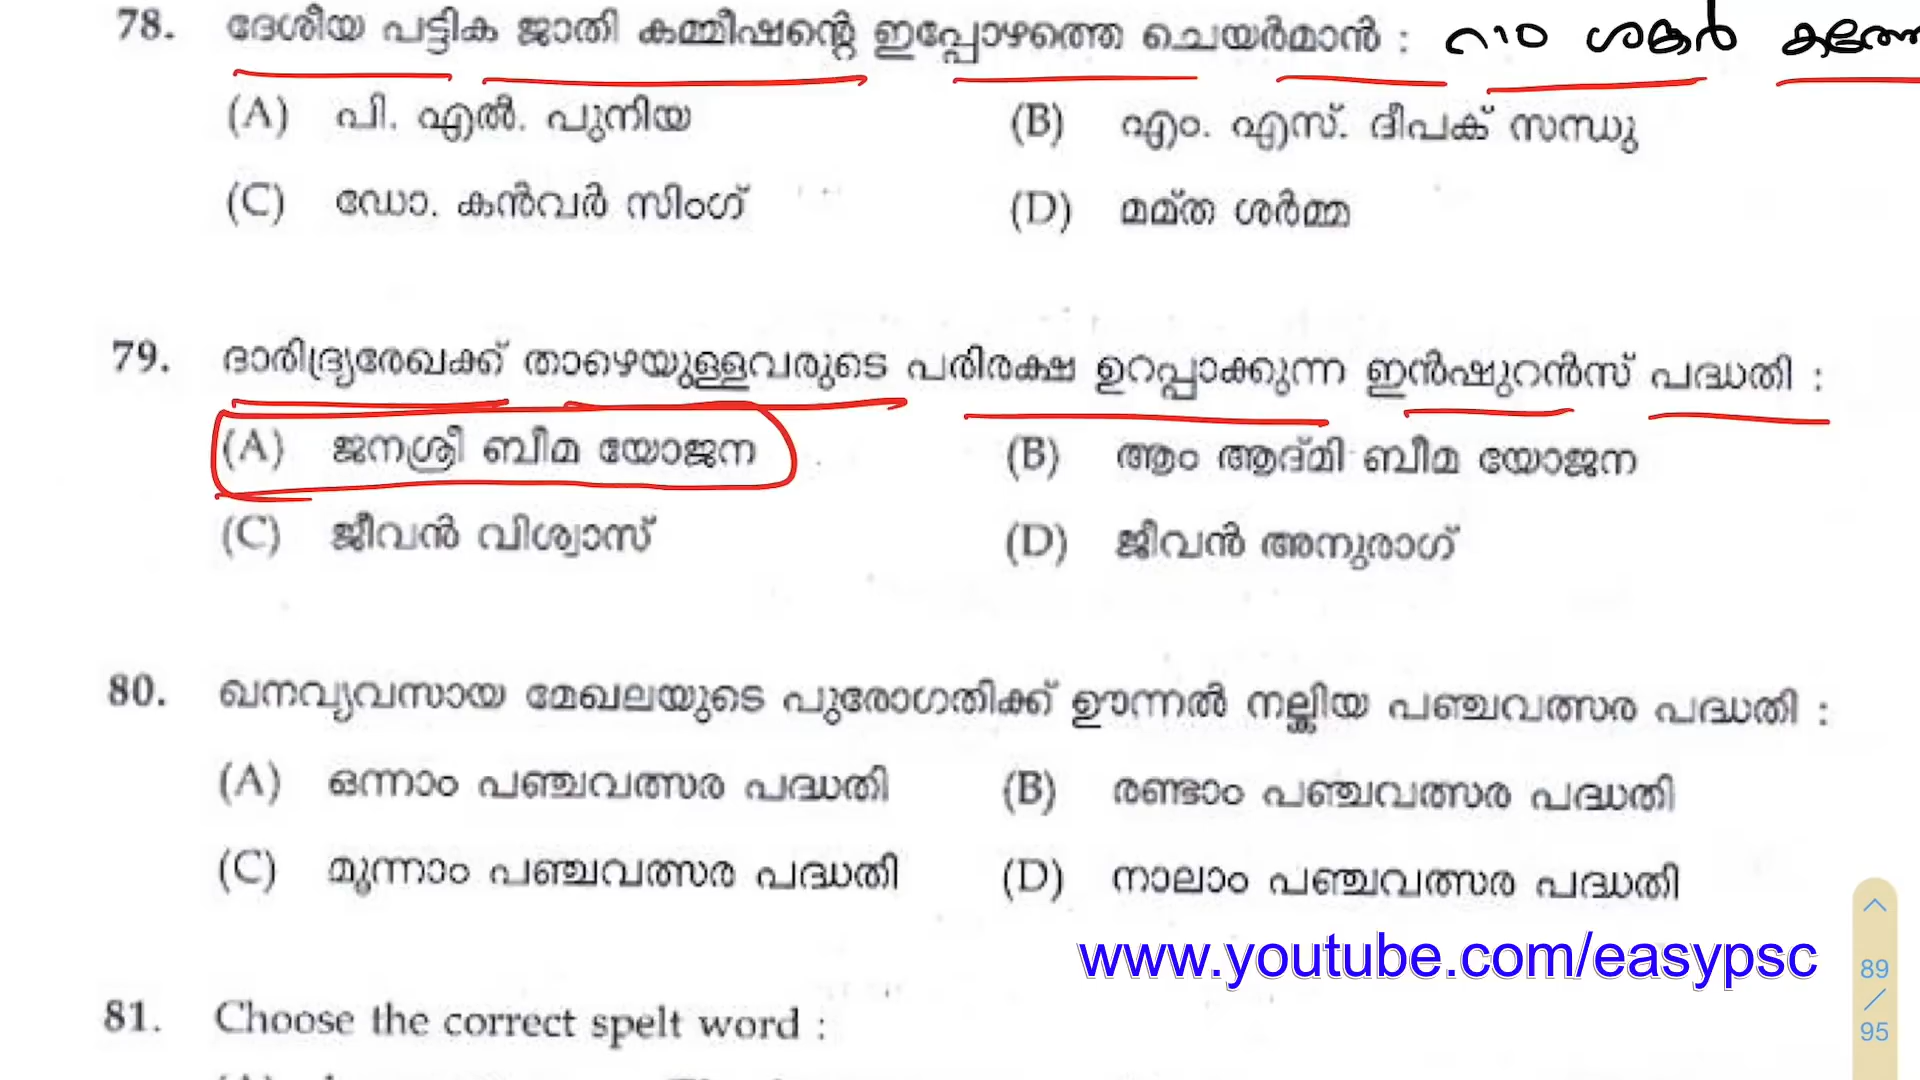 78. ദേശീയ പട്ടിക ജാതി കമ്മീഷന്റെ ഇപ്പോഴത്തെ ചെയർമാൻ : റാം ശങ്കർ കത്തേ
(A) പി. എൽ. പുനിയ (B) എം. എസ്. ദീപക് സന്ധു
(C) ഡോ. കൻവർ സിംഗ് (D) മമ്ത ശർമ്മ
79. ദാരിദ്ര്യരേഖക്ക് താഴെയുള്ളവരുടെ പരിരക്ഷ ഉറപ്പാക്കുന്ന ഇൻഷുറൻസ് പദ്ധതി :
(A) ജനശ്രീ ബീമ യോജന (B) ആം ആദ്മി ബീമ യോജന
(C) ജീവൻ വിശ്വാസ് (D) ജീവൻ അനുരാഗ്
80. ഖനവ്യവസായ മേഖലയുടെ പുരോഗതിക്ക് ഊന്നൽ നല്കിയ പഞ്ചവത്സര പദ്ധതി :
(A) ഒന്നാം പഞ്ചവത്സര പദ്ധതി (B) രണ്ടാം പഞ്ചവത്സര പദ്ധതി
(C) മൂന്നാം പഞ്ചവത്സര പദ്ധതി (D) നാലാം പഞ്ചവത്സര പദ്ധതി
www.youtube.com/easypsc
89
/
95
81. Choose the correct spelt word :